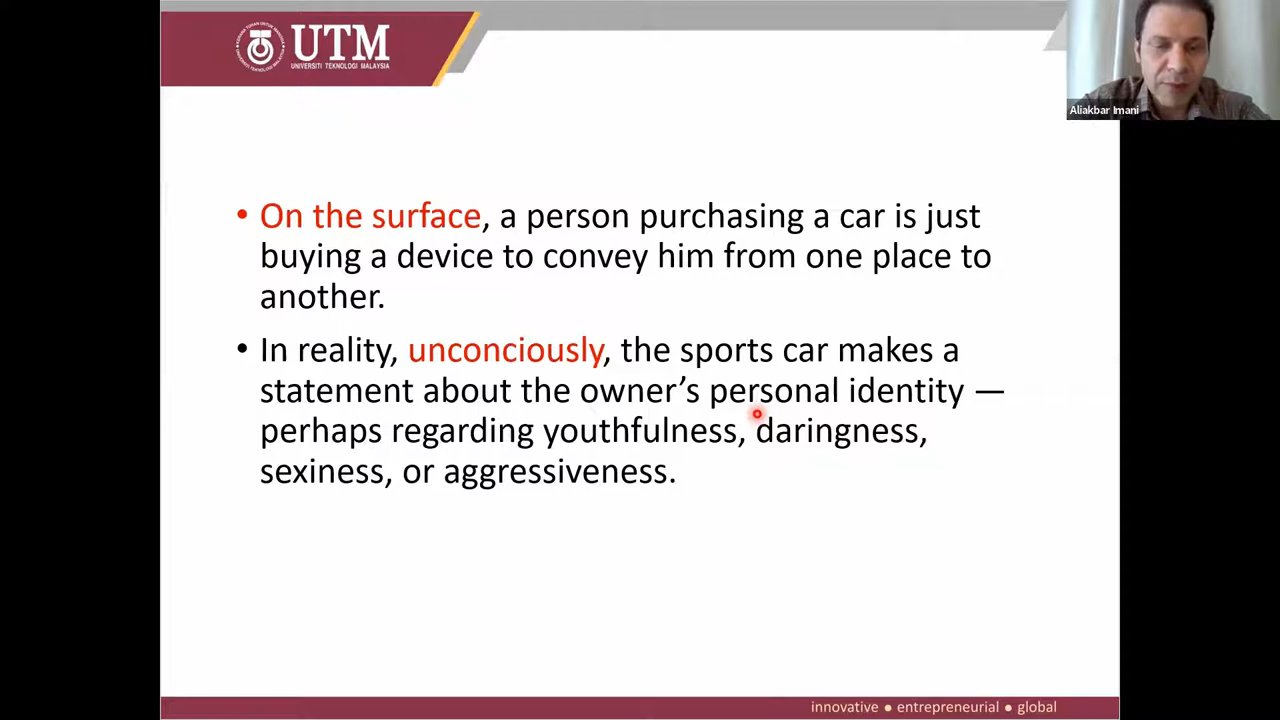 UTM
UNIVERSITI TEKNOLOGI MALAYSIA
Aliakbar Imani
• On the surface, a person purchasing a car is just
buying a device to convey him from one place to
another.
• In reality, unconciously, the sports car makes a
statement about the owner’s personal identity —
perhaps regarding youthfulness, daringness,
sexiness, or aggressiveness.
innovative ● entrepreneurial ● global